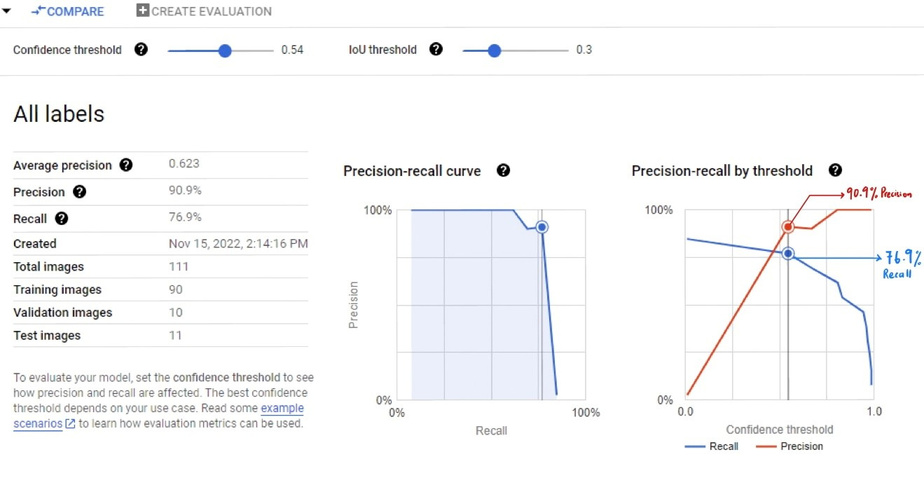 COMPARE
CREATE EVALUATION
Confidence threshold 0.54
IoU threshold 0.3
All labels
Average precision 0.623
Precision 90.9%
Recall 76.9%
Created Nov 15, 2022, 2:14:16 PM
Total images 111
Training images 90
Validation images 10
Test images 11
To evaluate your model, set the confidence threshold to see
how precision and recall are affected. The best confidence
threshold depends on your use case. Read some example
scenarios to learn how evaluation metrics can be used.
Precision-recall curve
100%
Precision
0%
0% 100%
Recall
Precision-recall by threshold
90.9% Precision
100%
76.9%
Recall
0%
0.0 1.0
Confidence threshold
Recall Precision